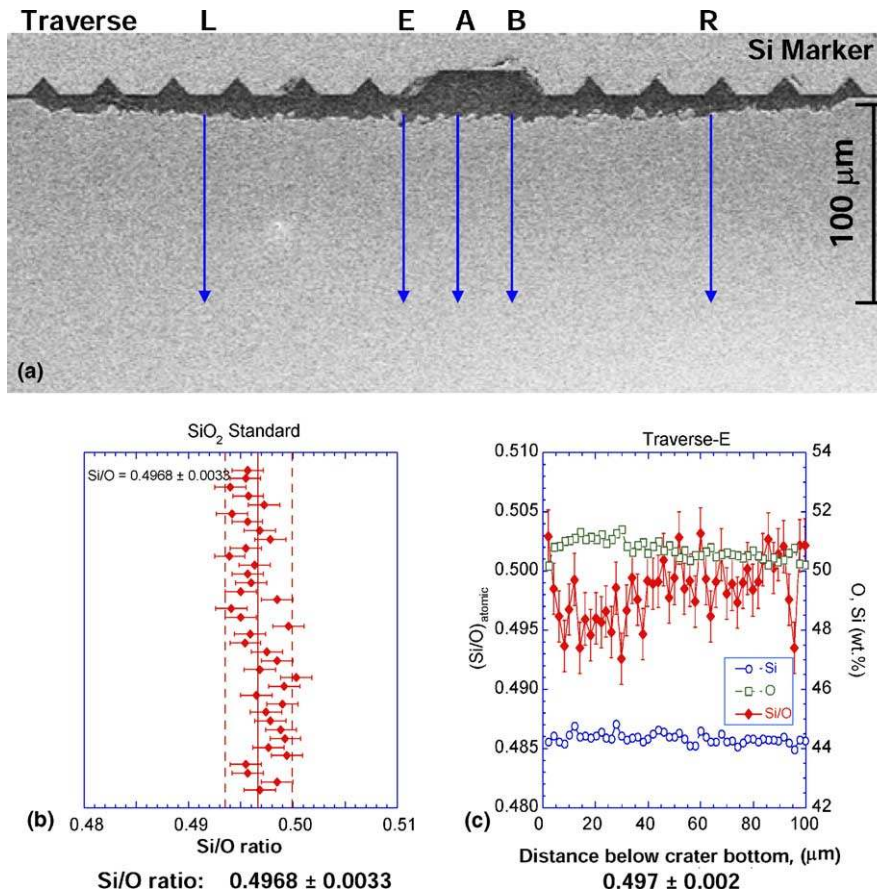 Traverse L E A B R
Si Marker
100 μm
(a)
SiO2 Standard
Si/O = 0.4968 ± 0.0033
0.48 0.49 0.50 0.51
Si/O ratio
(b)
Si/O ratio: 0.4968 ± 0.0033
Traverse-E
0.510
0.505
0.500
0.495
0.490
0.485
0.480
(Si/O)atomic
54
52
50
48
46
44
42
O, Si (wt.%)
Si
O
Si/O
0 20 40 60 80 100
(c)
Distance below crater bottom, (μm)
0.497 ± 0.002